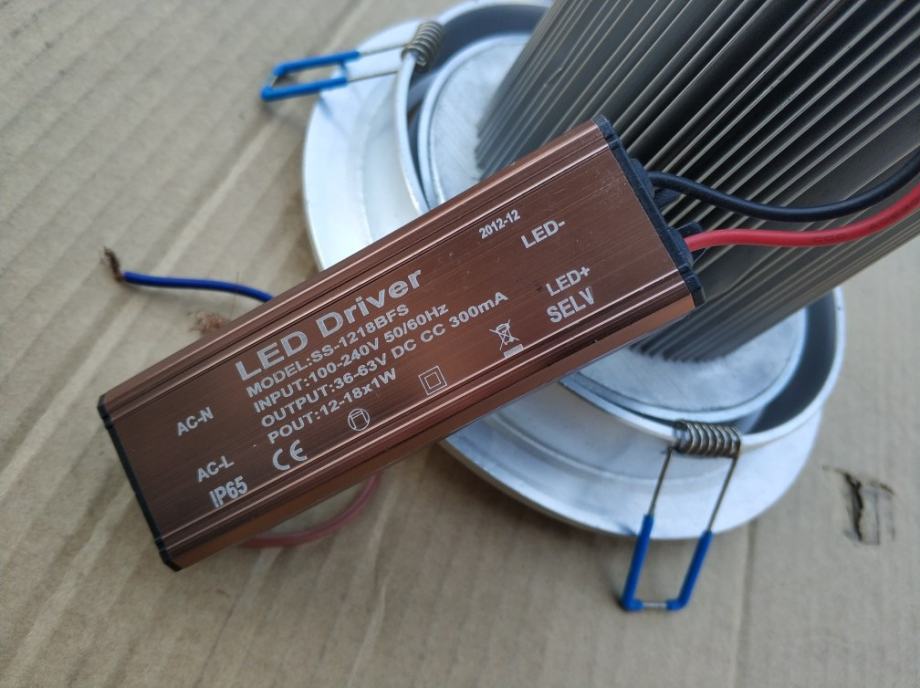 2012-12
LED-
LED Driver
MODEL:SS-1218BFS
INPUT:100-240V 50/60Hz
OUTPUT:36-63V DC CC 300mA
POUT:12-18x1W
LED+
SELV
AC-N
AC-L
IP65
CE